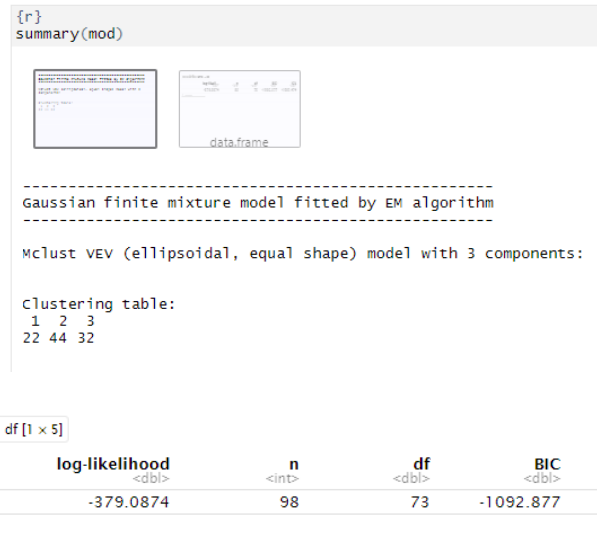 {r}
summary(mod)
data.frame
-----------------------------------------------------
Gaussian finite mixture model fitted by EM algorithm
-----------------------------------------------------
Mclust VEV (ellipsoidal, equal shape) model with 3 components:
Clustering table:
1 2 3
22 44 32
df [1 × 5]
log-likelihood n df BIC
<dbl> <int> <dbl> <dbl>
-379.0874 98 73 -1092.877